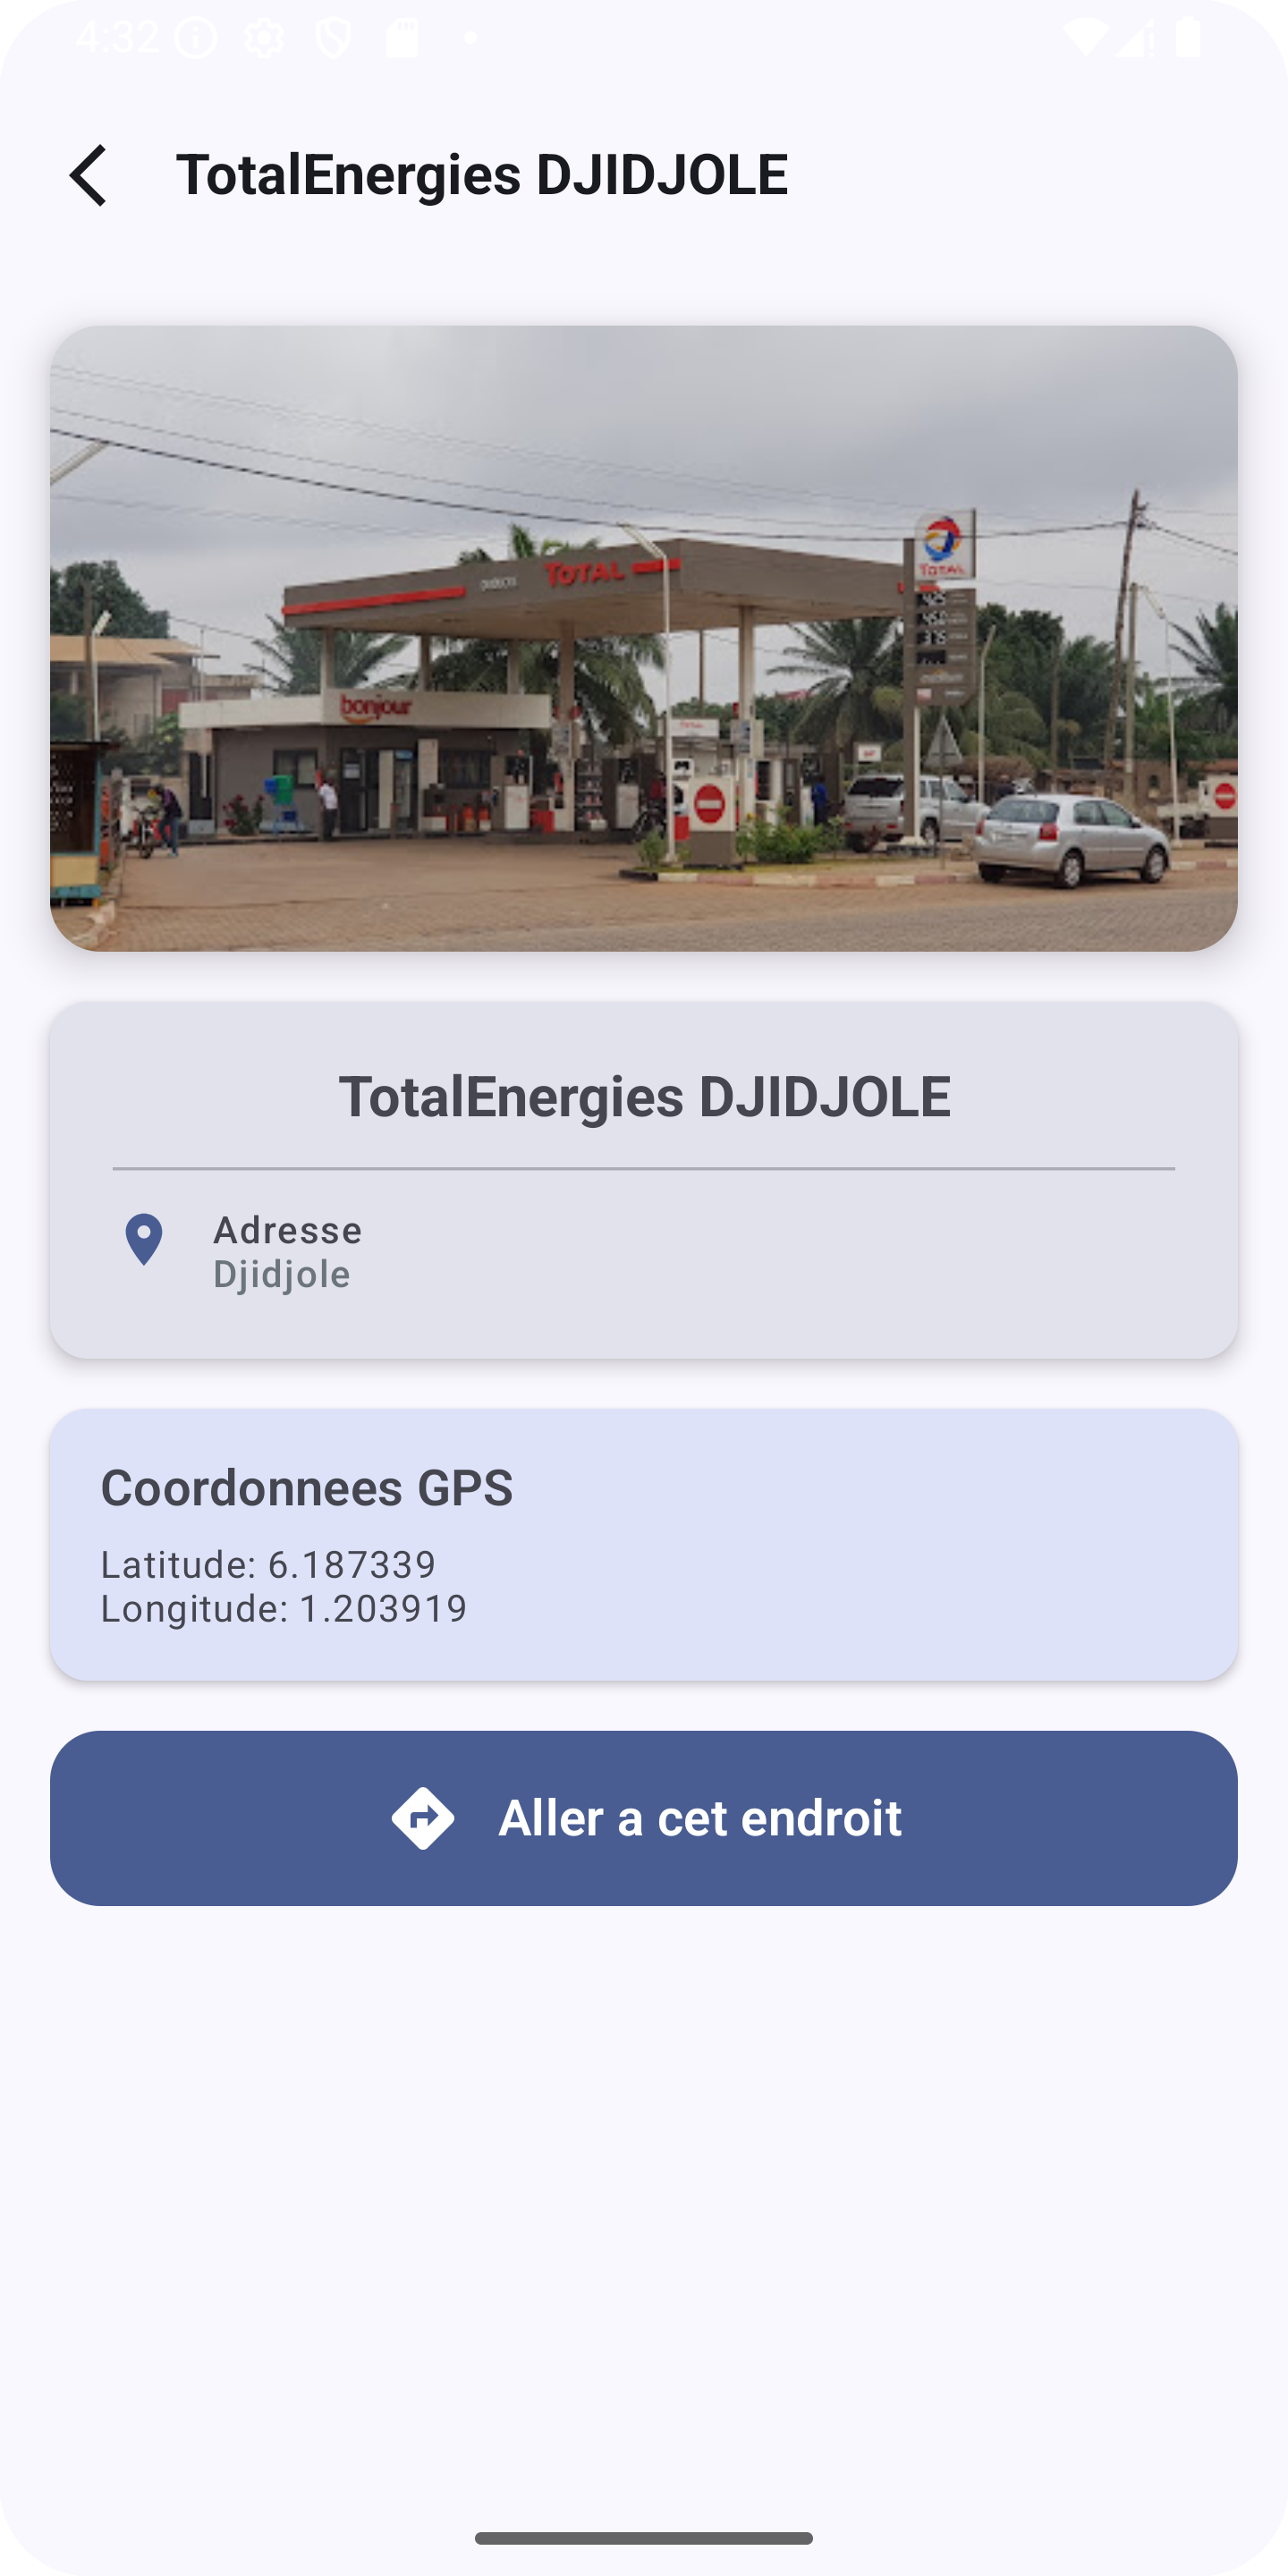 4:32
TotalEnergies DJIDJOLE
TOTAL
TOTAL
bonjour
TotalEnergies DJIDJOLE
Adresse
Djidjole
Coordonnees GPS
Latitude: 6.187339
Longitude: 1.203919
Aller a cet endroit